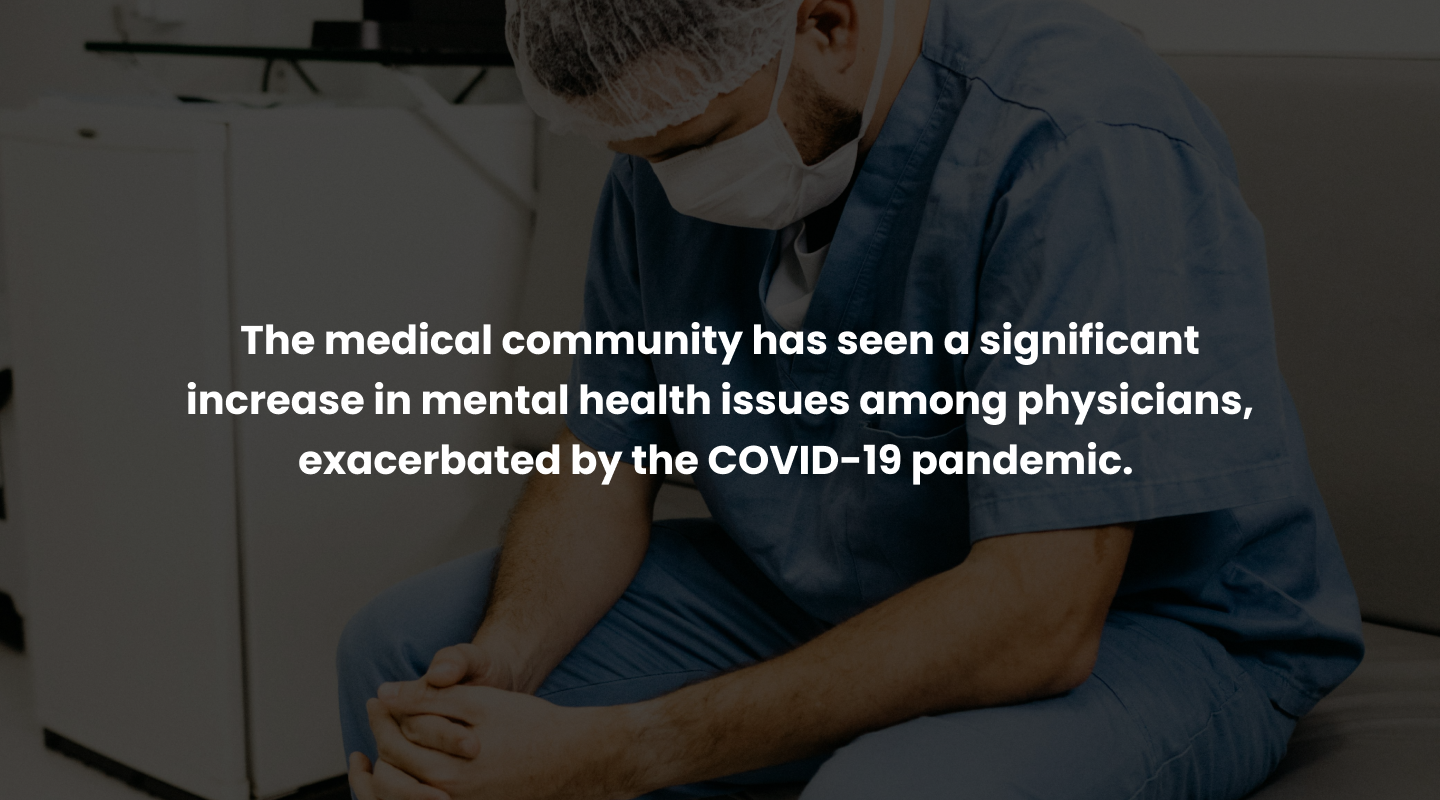 The medical community has seen a significant
increase in mental health issues among physicians,
exacerbated by the COVID-19 pandemic.